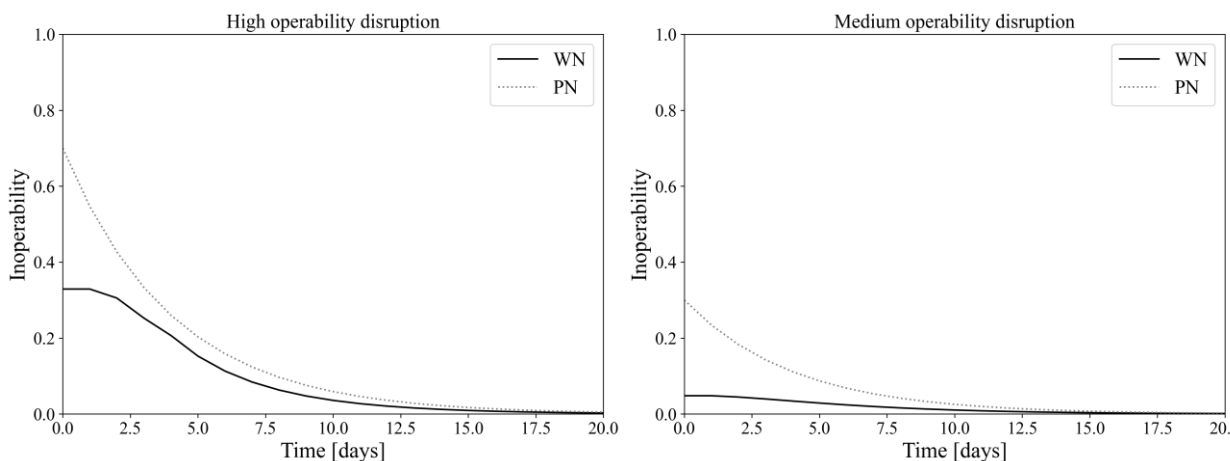 High operability disruption
1.0
0.8
0.6
0.4
0.2
0.0
Inoperability
WN
PN
0.0 2.5 5.0 7.5 10.0 12.5 15.0 17.5 20.0
Time [days]
Medium operability disruption
1.0
0.8
0.6
0.4
0.2
0.0
Inoperability
WN
PN
0.0 2.5 5.0 7.5 10.0 12.5 15.0 17.5 20.0
Time [days]